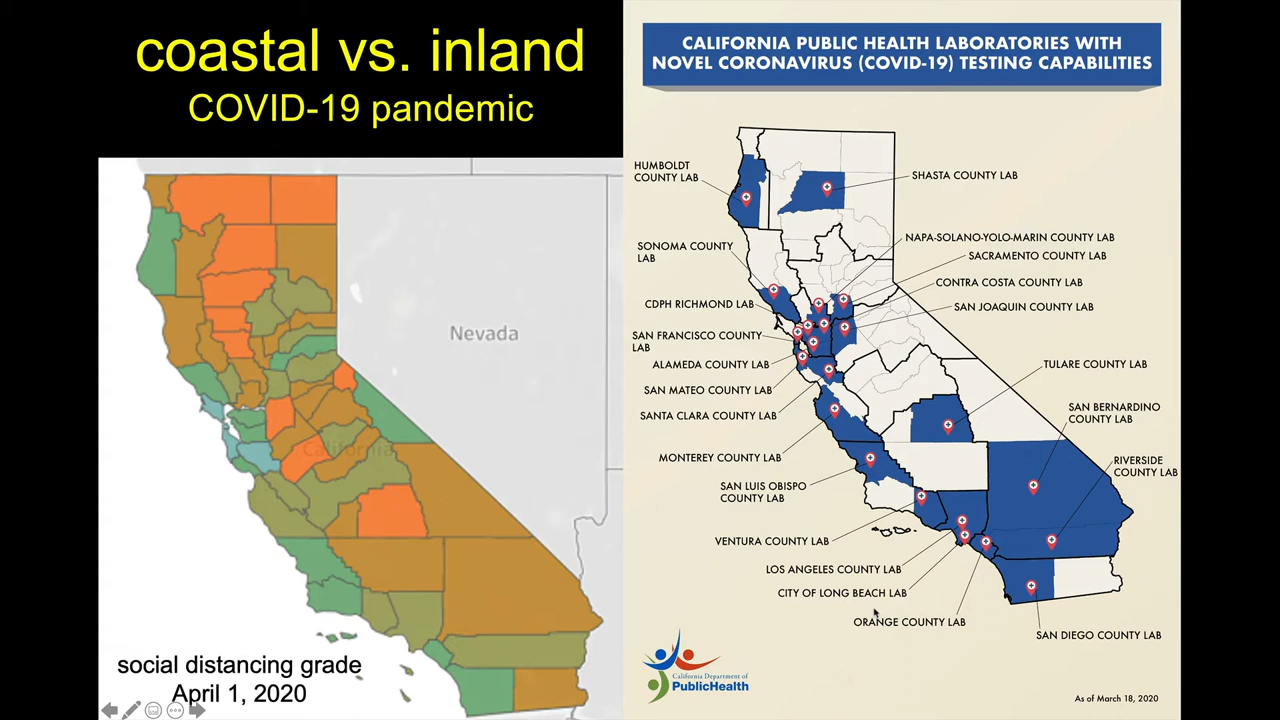 coastal vs. inland
COVID-19 pandemic
Nevada
California
social distancing grade
April 1, 2020
CALIFORNIA PUBLIC HEALTH LABORATORIES WITH
NOVEL CORONAVIRUS (COVID-19) TESTING CAPABILITIES
HUMBOLDT
COUNTY LAB
SHASTA COUNTY LAB
SONOMA COUNTY
LAB
NAPA-SOLANO-YOLO-MARIN COUNTY LAB
SACRAMENTO COUNTY LAB
CONTRA COSTA COUNTY LAB
CDPH RICHMOND LAB
SAN JOAQUIN COUNTY LAB
SAN FRANCISCO COUNTY
LAB
ALAMEDA COUNTY LAB
TULARE COUNTY LAB
SAN MATEO COUNTY LAB
SAN BERNARDINO
COUNTY LAB
SANTA CLARA COUNTY LAB
MONTEREY COUNTY LAB
RIVERSIDE
COUNTY LAB
SAN LUIS OBISPO
COUNTY LAB
VENTURA COUNTY LAB
LOS ANGELES COUNTY LAB
CITY OF LONG BEACH LAB
ORANGE COUNTY LAB
SAN DIEGO COUNTY LAB
California Department of
PublicHealth
As of March 18, 2020